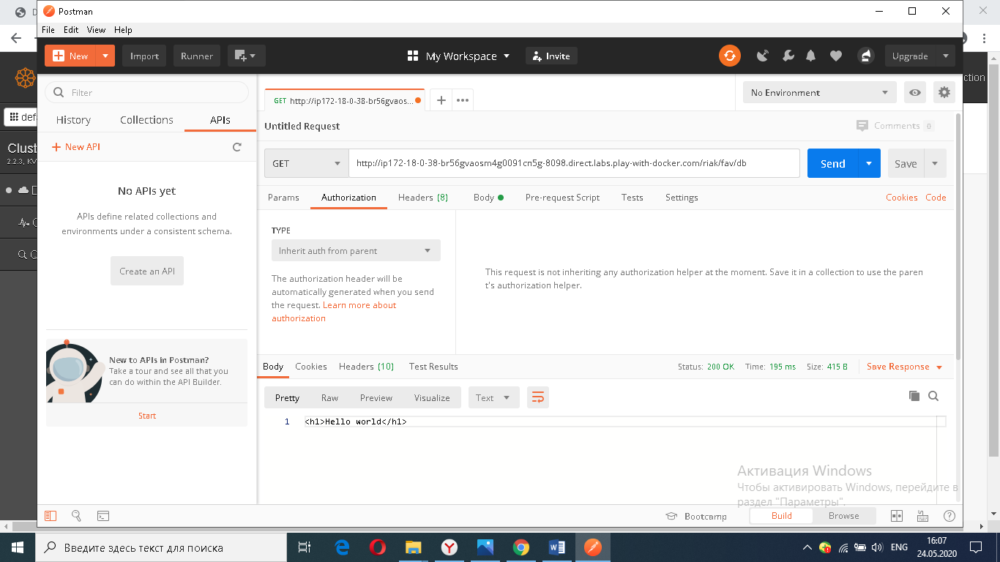 Postman
File Edit View Help
New Import Runner My Workspace Invite Upgrade
ction
Filter
GET http://ip172-18-0-38-br56gvaos... No Environment
defa
History Collections APIs
Untitled Request Comments 0
+ New API
Clust
2.2.3, KV
GET http://ip172-18-0-38-br56gvaosm4g0091cn5g-8098.direct.labs.play-with-docker.com/riak/fav/db Send Save
No APIs yet
Params Authorization Headers (8) Body Pre-request Script Tests Settings Cookies Code
APIs define related collections and
environments under a consistent schema.
Create an API
TYPE
Inherit auth from parent
The authorization header will be
automatically generated when you send
the request. Learn more about
authorization
This request is not inheriting any authorization helper at the moment. Save it in a collection to use the paren
t's authorization helper.
New to APIs in Postman?
Take a tour and see all that you
can do within the API Builder.
Start
Body Cookies Headers (10) Test Results Status: 200 OK Time: 195 ms Size: 415 B Save Response
Pretty Raw Preview Visualize Text
1 <h1>Hello world</h1>
Активация Windows
Чтобы активировать Windows, перейдите в
раздел "Параметры".
Bootcamp Build Browse
Введите здесь текст для поиска
ENG
16:07
24.05.2020